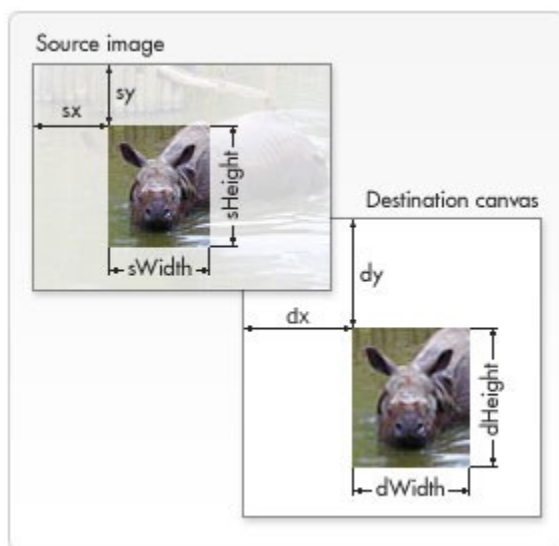 Source image
sx
sy
sHeight
sWidth
Destination canvas
dy
dx
dHeight
dWidth